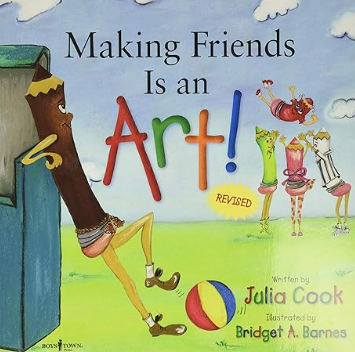 Making Friends
Is an
Art!
REVISED
Written by
Julia Cook
Illustrated by
Bridget A. Barnes
BOYS TOWN